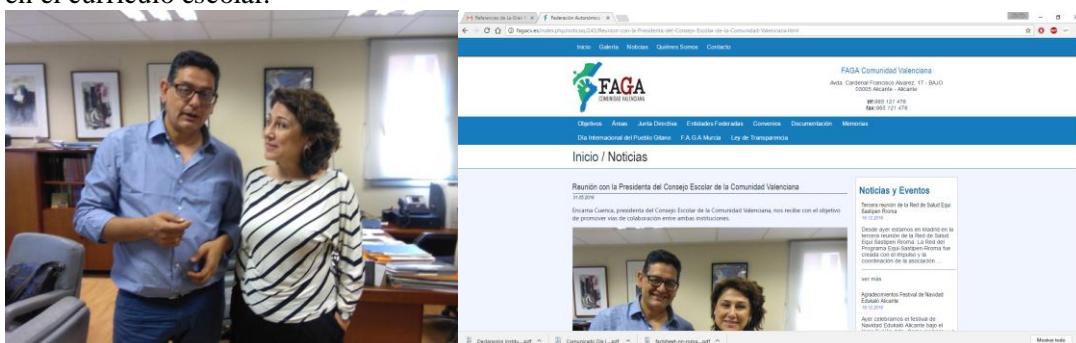 en el currículo escolar.
Inicio Galería Noticias Quiénes Somos Contacto
FAGA
COMUNIDAD VALENCIANA
FAGA Comunidad Valenciana
Avda. Cardenal Francisco Alvarez, 17 - BAJO
03005 Alicante - Alicante
tlf:965 121 478
fax:965 121 478
Objetivos Áreas Junta Directiva Entidades Federadas Convenios Documentación Memorias
Día Internacional del Pueblo Gitano F.A.G.A Murcia Ley de Transparencia
Inicio / Noticias
Reunión con la Presidenta del Consejo Escolar de la Comunidad Valenciana
31.05.2016
Encarna Cuenca, presidenta del Consejo Escolar de la Comunidad Valenciana, nos recibe con el objetivo
de promover vías de colaboración entre ambas instituciones.
Noticias y Eventos
Tercera reunión de la Red de Salud Equi
Sastipen Rroma
Desde ayer estamos en Madrid en la
tercera reunión de la Red de Salud
Equi Sastipen Rroma. La Red del
Programa Equi-Sastipen-Rroma fue
creada con el impulso y la
coordinación de la asociación ...
ver más
Agradecimientos Festival de Navidad
Edukaló Alicante
Ayer celebramos el festival de
Navidad Edukaló Alicante bajo el
Mostrar todo